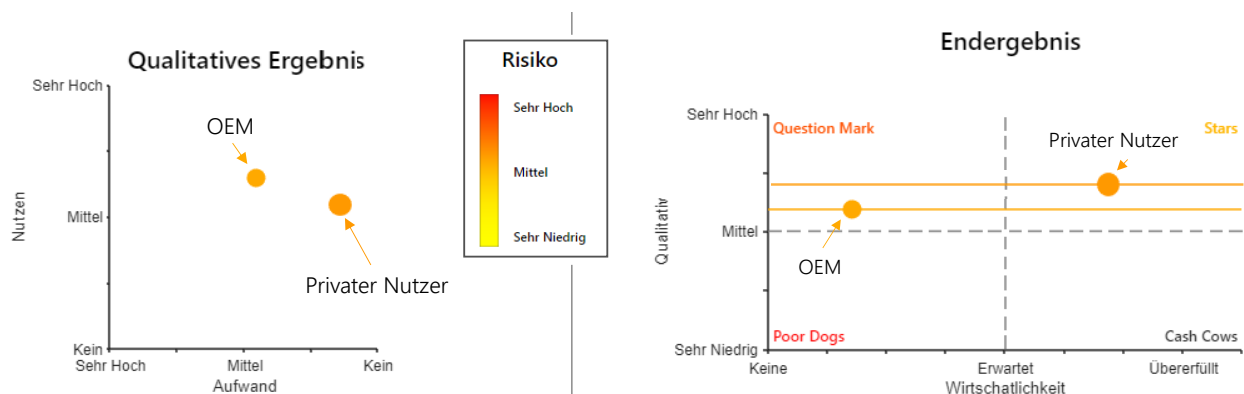 Qualitatives Ergebnis
Sehr Hoch
OEM
Nutzen
Mittel
Privater Nutzer
Kein
Sehr Hoch
Mittel
Kein
Aufwand
Risiko
Sehr Hoch
Mittel
Sehr Niedrig
Endergebnis
Sehr Hoch
Question Mark
Stars
Privater Nutzer
Qualitativ
Mittel
OEM
Poor Dogs
Cash Cows
Sehr Niedrig
Keine
Erwartet
Übererfüllt
Wirtschatlichkeit